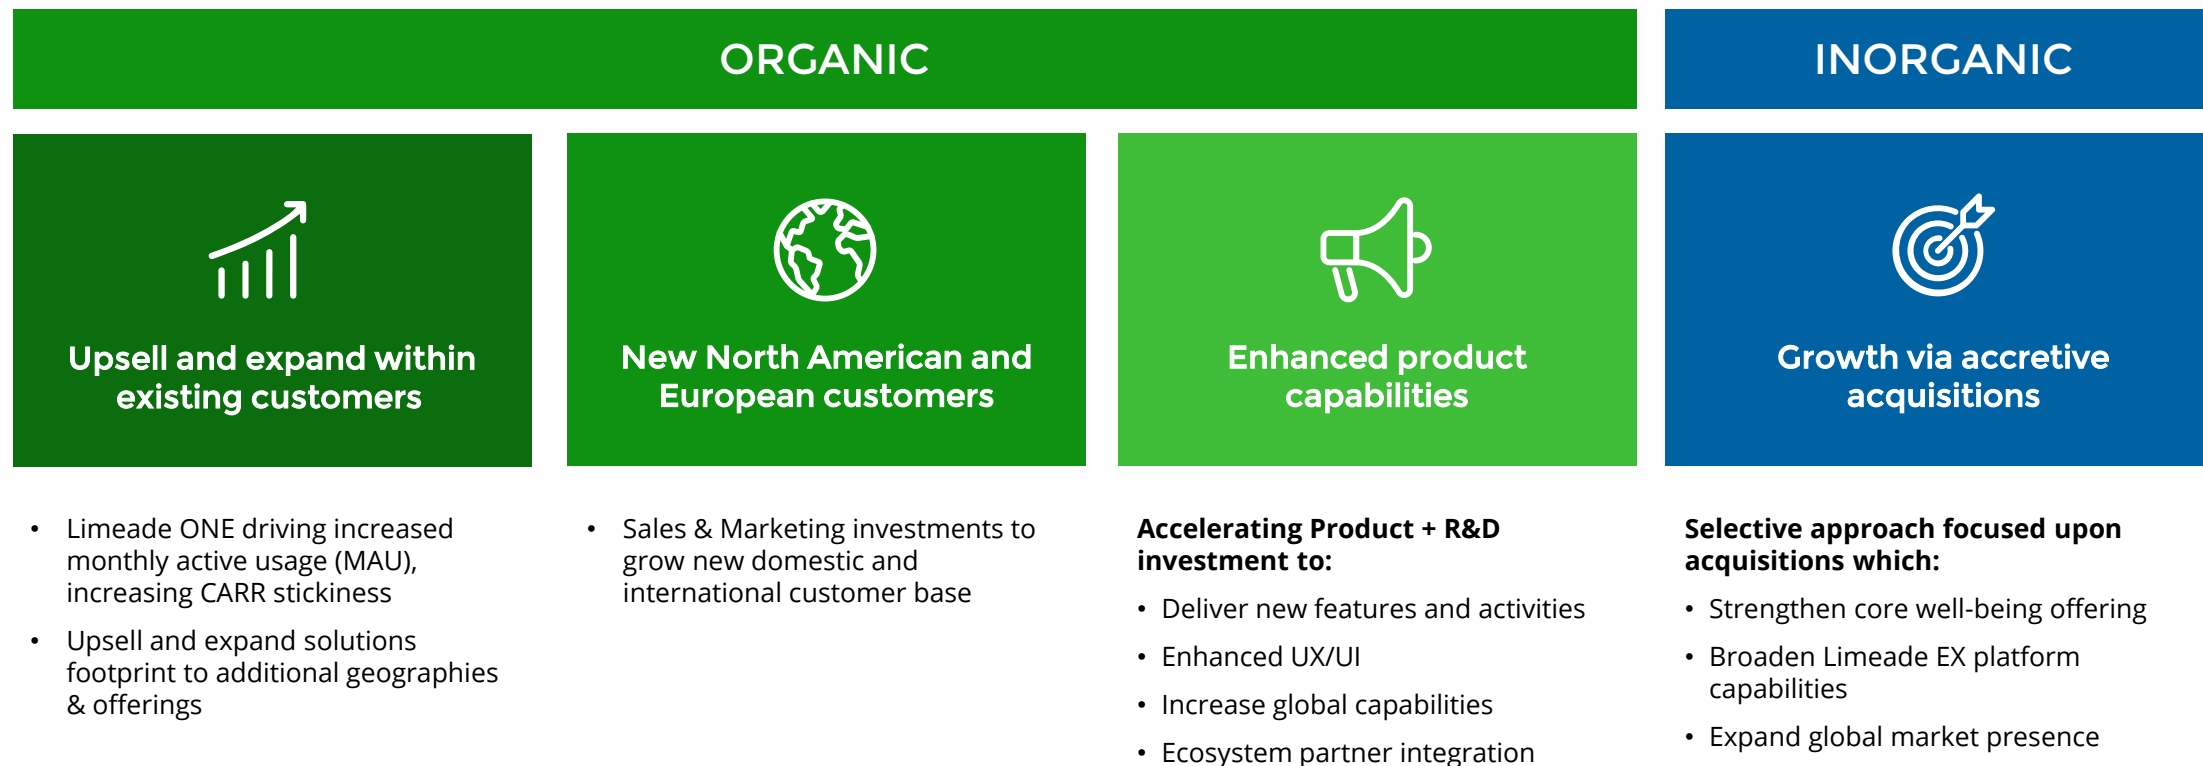 ORGANIC
INORGANIC
Upsell and expand within
existing customers
New North American and
European customers
Enhanced product
capabilities
Growth via accretive
acquisitions
• Limeade ONE driving increased
monthly active usage (MAU),
increasing CARR stickiness
• Upsell and expand solutions
footprint to additional geographies
& offerings
• Sales & Marketing investments to
grow new domestic and
international customer base
Accelerating Product + R&D
investment to:
• Deliver new features and activities
• Enhanced UX/UI
• Increase global capabilities
• Ecosystem partner integration
Selective approach focused upon
acquisitions which:
• Strengthen core well-being offering
• Broaden Limeade EX platform
capabilities
• Expand global market presence